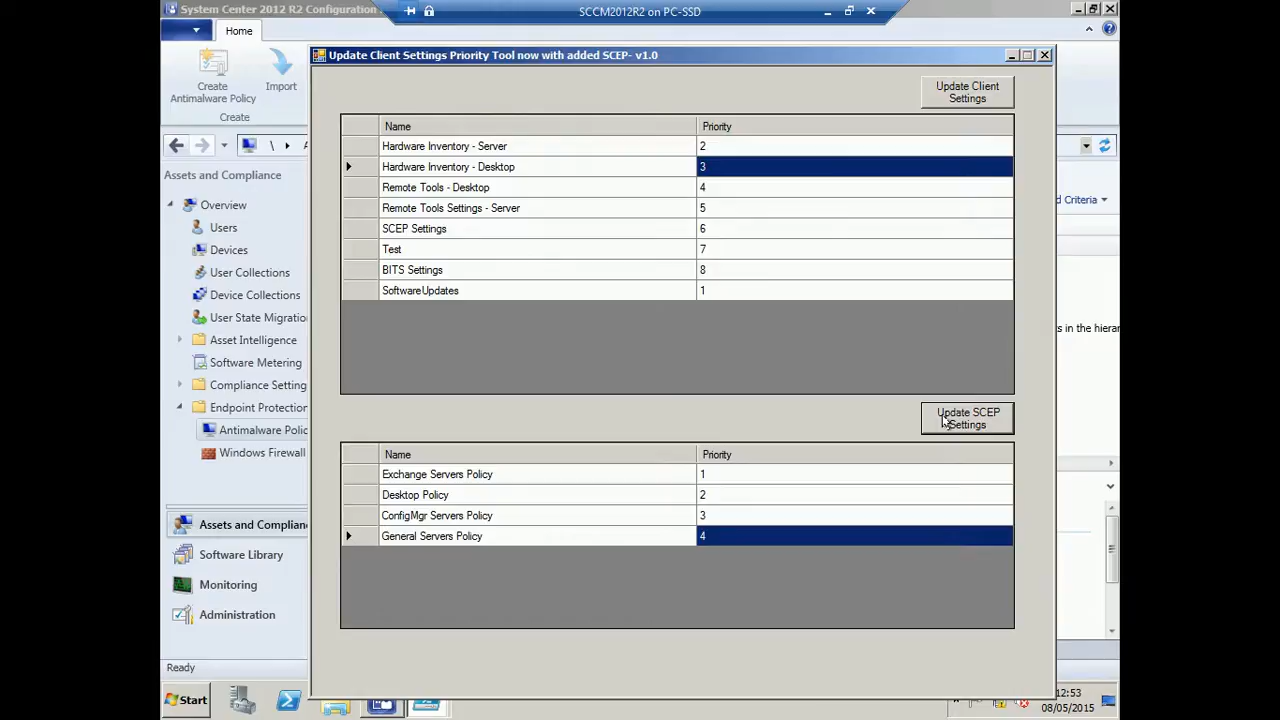 System Center 2012 R2 Configuration
SCCM2012R2 on PC-SSD
Home
Update Client Settings Priority Tool now with added SCEP- v1.0
Create
Antimalware Policy
Import
Create
Update Client
Settings
Name
Priority
Hardware Inventory - Server
2
Hardware Inventory - Desktop
3
Remote Tools - Desktop
4
Remote Tools Settings - Server
5
SCEP Settings
6
Test
7
BITS Settings
8
SoftwareUpdates
1
Update SCEP
Settings
Name
Priority
Exchange Servers Policy
1
Desktop Policy
2
ConfigMgr Servers Policy
3
General Servers Policy
4
\
Assets and Compliance
Overview
Users
Devices
User Collections
Device Collections
User State Migratio
Asset Intelligence
Software Metering
Compliance Setting
Endpoint Protection
Antimalware Polic
Windows Firewall
Assets and Complianc
Software Library
Monitoring
Administration
d Criteria
s in the hierar
Ready
Start
12:53
08/05/2015